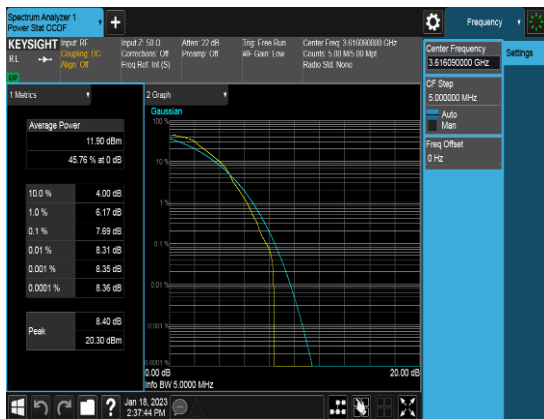 Spectrum Analyzer 1
Power Stat CCDF
Frequency
KEYSIGHT
RL
Input: RF
Coupling: DC
Align: Off
Input Z: 50 Ω
Corrections: Off
Freq Ref: Int (S)
Atten: 22 dB
Preamp: Off
Trig: Free Run
#IF Gain: Low
Center Freq: 3.616090000 GHz
Counts: 5.00 M/5.00 Mpt
Radio Std: None
Center Frequency
3.616090000 GHz
Settings
CF Step
5.000000 MHz
Auto
Man
Freq Offset
0 Hz
1 Metrics
Average Power
11.90 dBm
45.76 % at 0 dB
10.0 % 4.00 dB
1.0 % 6.17 dB
0.1 % 7.69 dB
0.01 % 8.31 dB
0.001 % 8.35 dB
0.0001 % 8.36 dB
Peak
8.40 dB
20.30 dBm
2 Graph
Gaussian
100 %
10 %
1 %
0.1 %
0.01 %
0.001 %
0.0001 %
0.00 dB 20.00 dB
Info BW 5.0000 MHz
Jan 18, 2023
2:37:44 PM